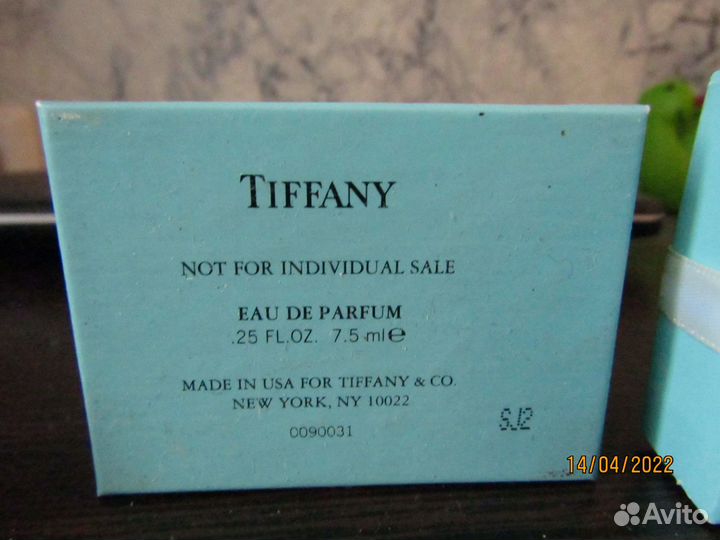 TIFFANY
NOT FOR INDIVIDUAL SALE
EAU DE PARFUM
.25 FL.OZ. 7.5 ml℮
MADE IN USA FOR TIFFANY & CO.
NEW YORK, NY 10022
0090031
SJ2
14/04/2022
Avito